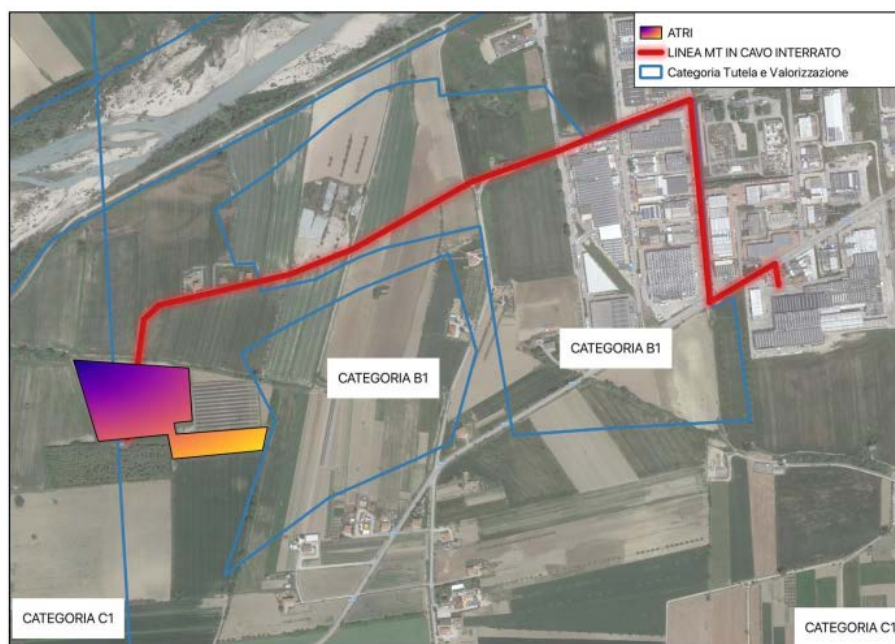 ATRI
LINEA MT IN CAVO INTERRATO
Categoria Tutela e Valorizzazione
CATEGORIA B1
CATEGORIA B1
CATEGORIA C1
CATEGORIA C1